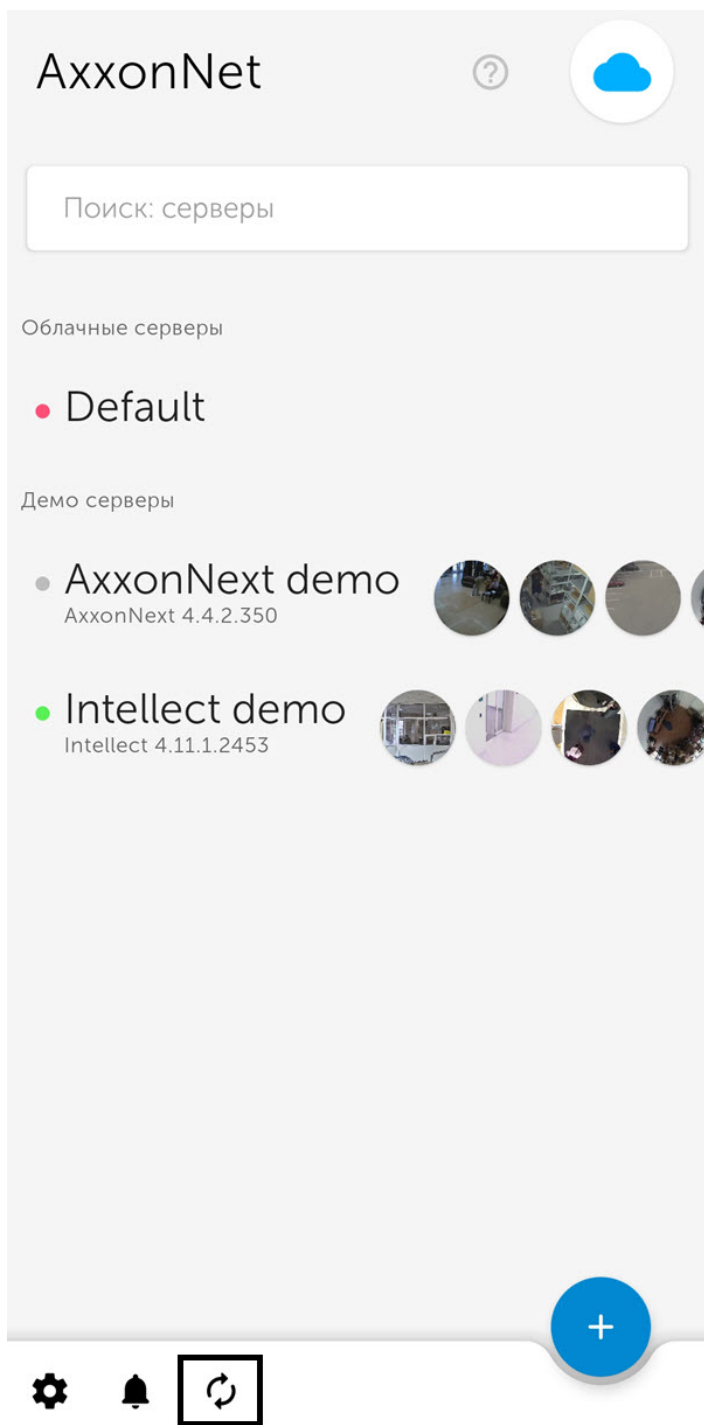 AxxonNet
Поиск: серверы
Облачные серверы
Default
Демо серверы
AxxonNext demo
AxxonNext 4.4.2.350
Intellect demo
Intellect 4.11.1.2453